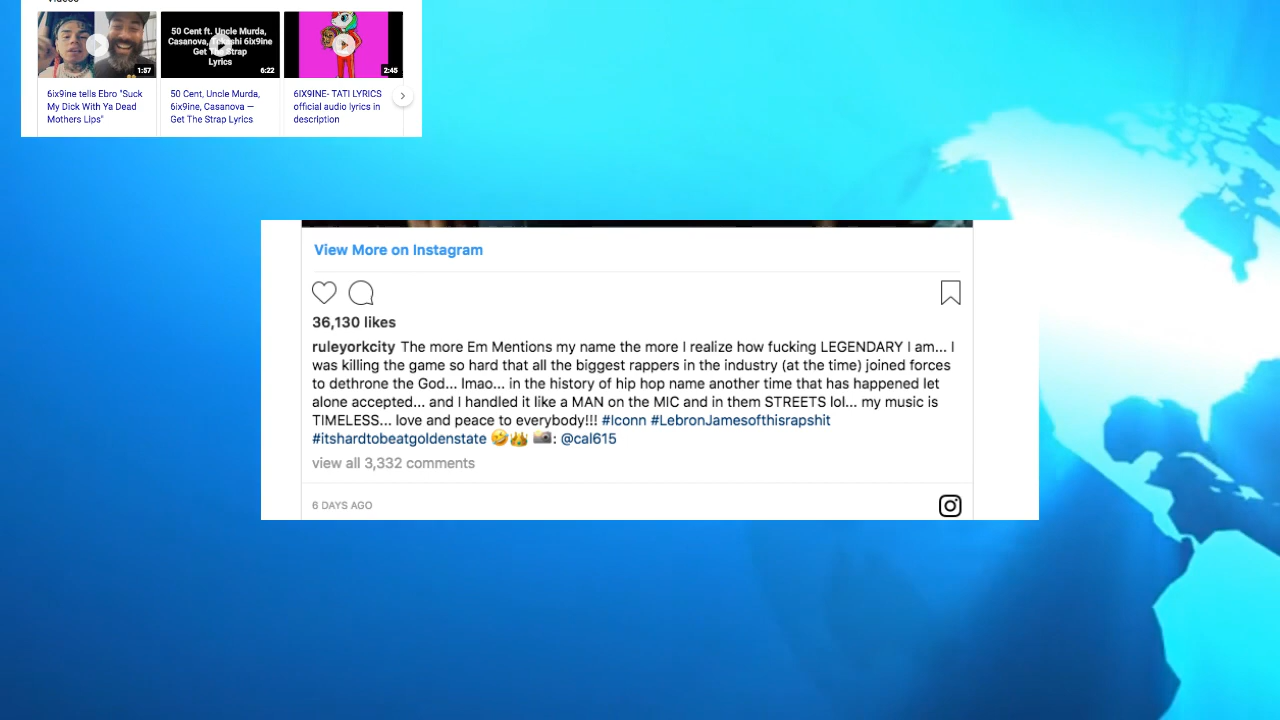 1:57
50 Cent ft. Uncle Murda,
Casanova, Tekashi 6ix9ine
Get The Strap
Lyrics
6:22
2:45
6ix9ine tells Ebro "Suck
My Dick With Ya Dead
Mothers Lips"
50 Cent, Uncle Murda,
6ix9ine, Casanova —
Get The Strap Lyrics
6IX9INE- TATI LYRICS
official audio lyrics in
description
View More on Instagram
36,130 likes
ruleyorkcity The more Em Mentions my name the more I realize how fucking LEGENDARY I am... I
was killing the game so hard that all the biggest rappers in the industry (at the time) joined forces
to dethrone the God... lmao... in the history of hip hop name another time that has happened let
alone accepted... and I handled it like a MAN on the MIC and in them STREETS lol... my music is
TIMELESS... love and peace to everybody!!! #Iconn #LebronJamesofthisrapshit
#itshardtobeatgoldenstate 🤣👑 📸: @cal615
view all 3,332 comments
6 DAYS AGO